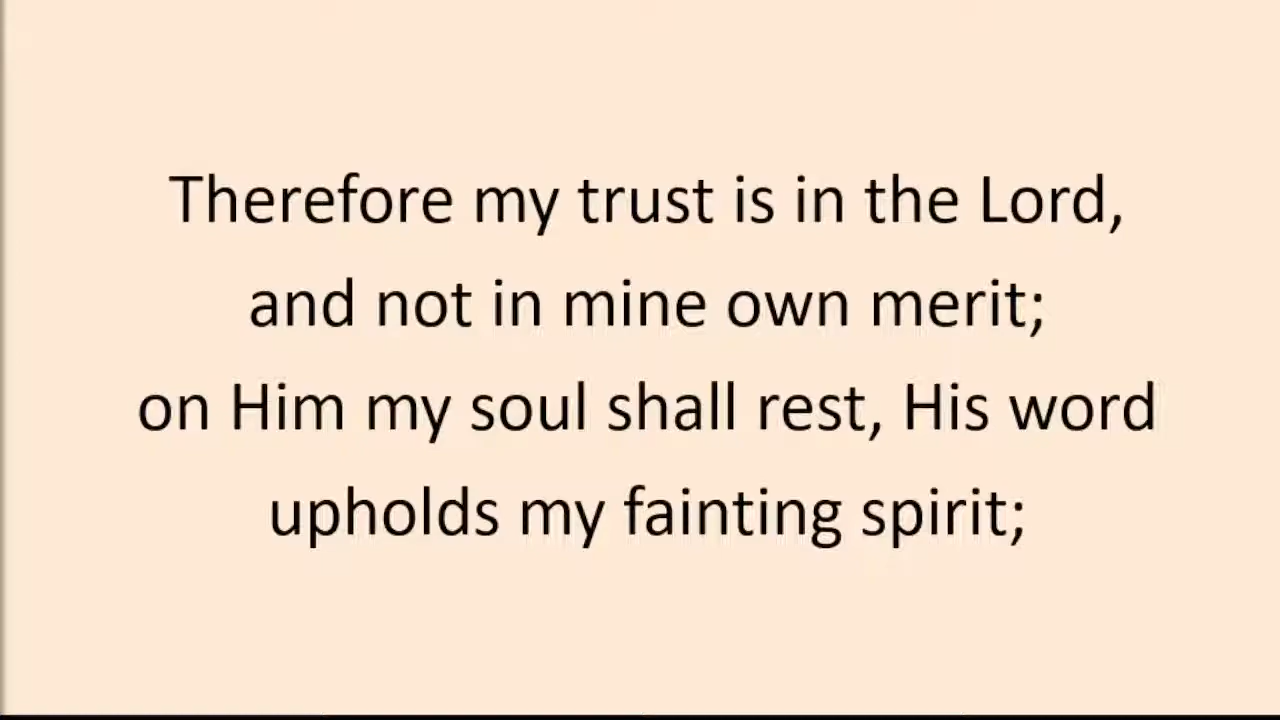 Therefore my trust is in the Lord,
and not in mine own merit;
on Him my soul shall rest, His word
upholds my fainting spirit;